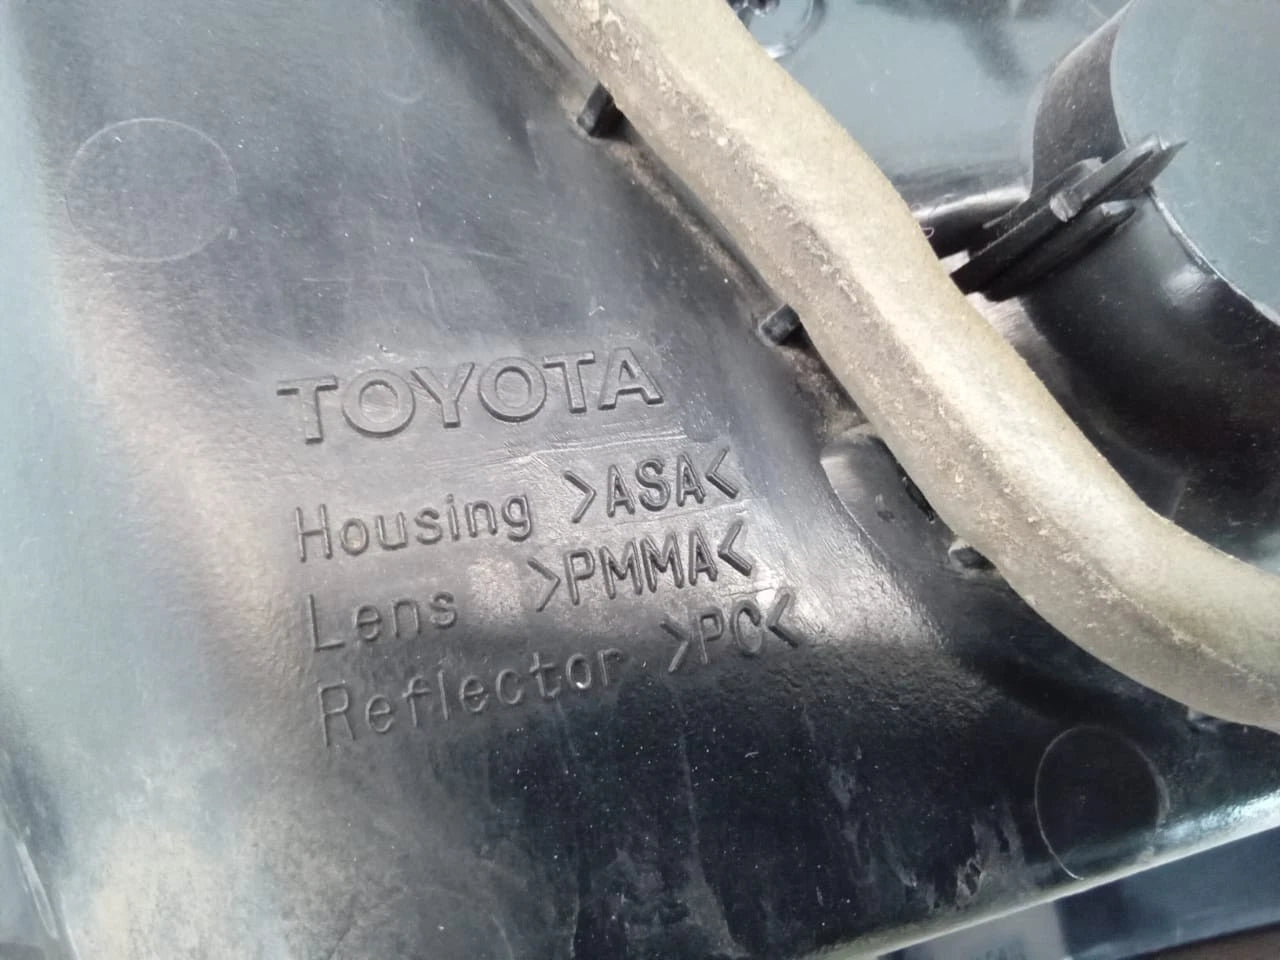 TOYOTA
Housing >ASA<
Lens >PMMA<
Reflector >PC<